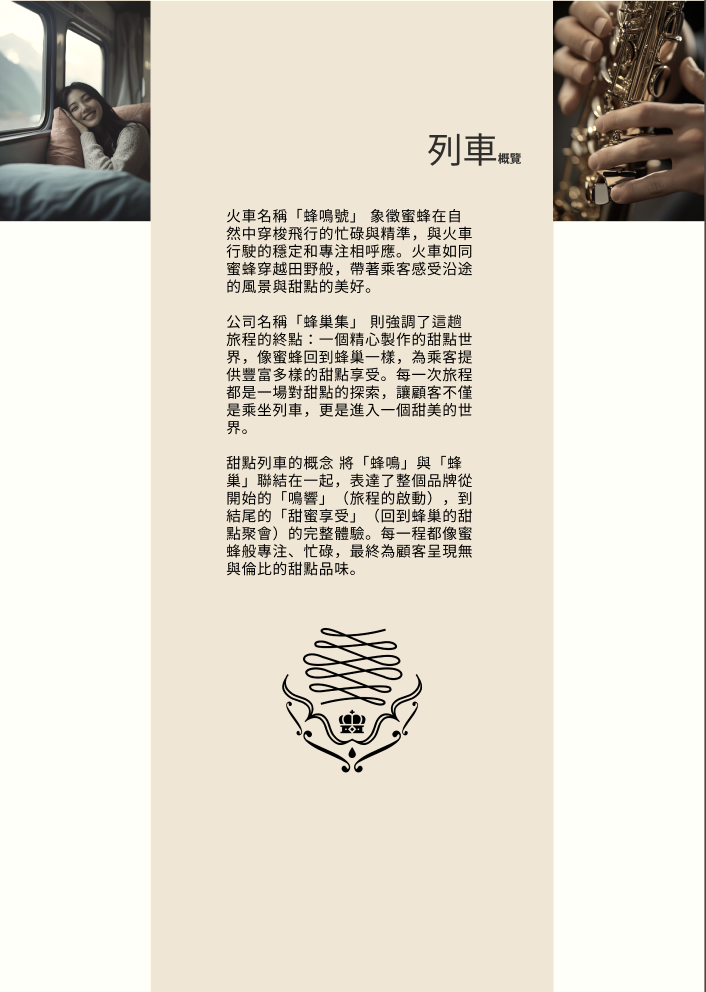 列車概覽
火車名稱「蜂鳴號」 象徵蜜蜂在自
然中穿梭飛行的忙碌與精準，與火車
行駛的穩定和專注相呼應。火車如同
蜜蜂穿越田野般，帶著乘客感受沿途
的風景與甜點的美好。
公司名稱「蜂巢集」 則強調了這趟
旅程的終點：一個精心製作的甜點世
界，像蜜蜂回到蜂巢一樣，為乘客提
供豐富多樣的甜點享受。每一次旅程
都是一場對甜點的探索，讓顧客不僅
是乘坐列車，更是進入一個甜美的世
界。
甜點列車的概念 將「蜂鳴」與「蜂
巢」聯結在一起，表達了整個品牌從
開始的「鳴響」（旅程的啟動），到
結尾的「甜蜜享受」（回到蜂巢的甜
點聚會）的完整體驗。每一程都像蜜
蜂般專注、忙碌，最終為顧客呈現無
與倫比的甜點品味。